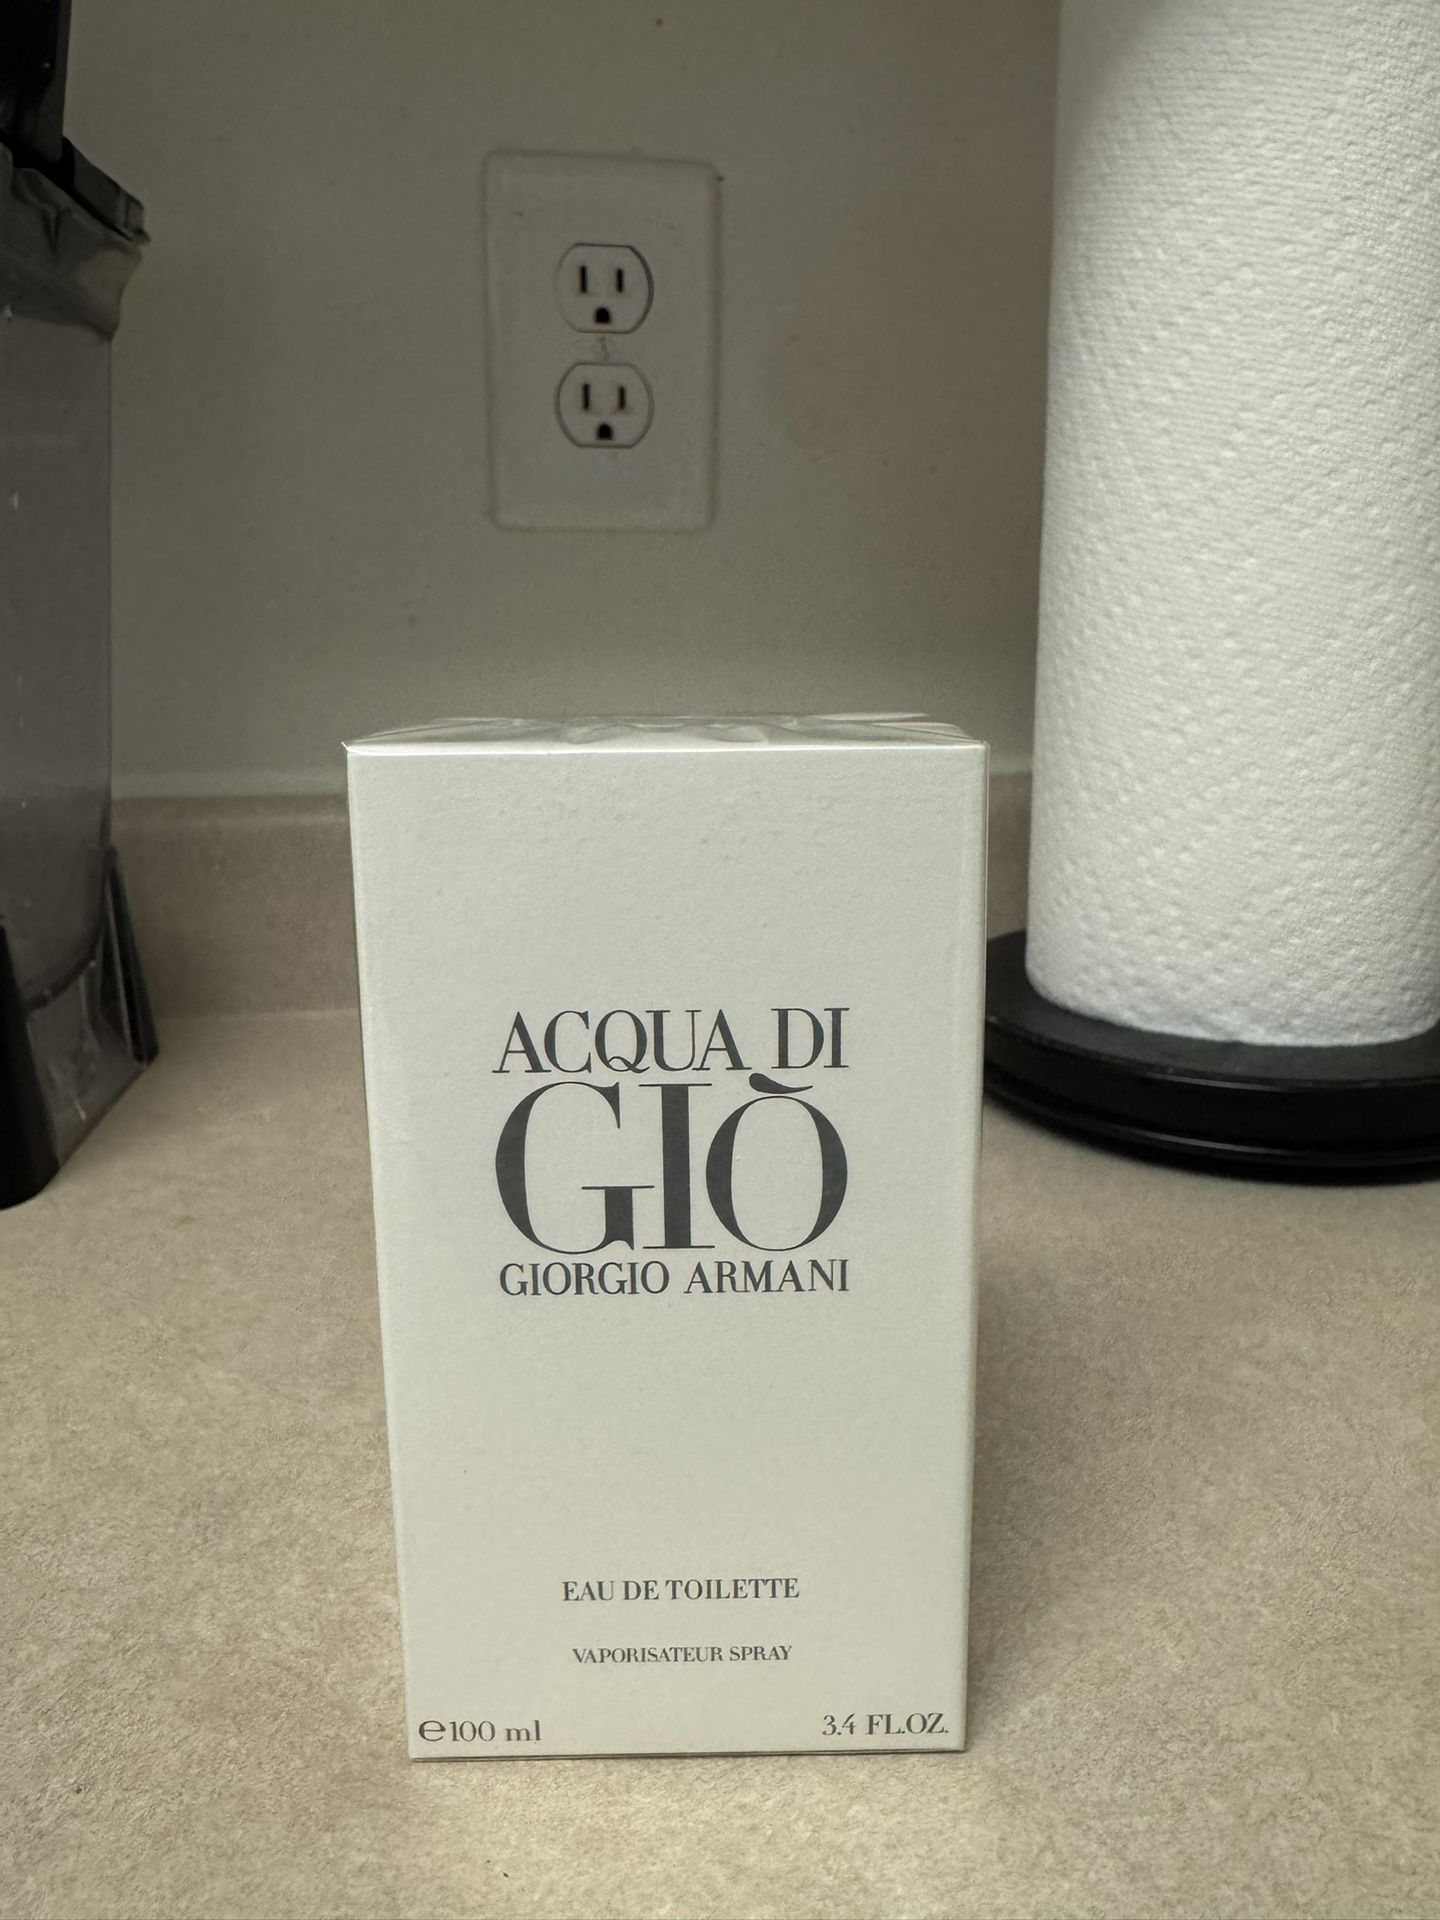 ACQUA DI
GIÒ
GIORGIO ARMANI
EAU DE TOILETTE
VAPORISATEUR SPRAY
℮100 ml 3.4 FL.OZ.